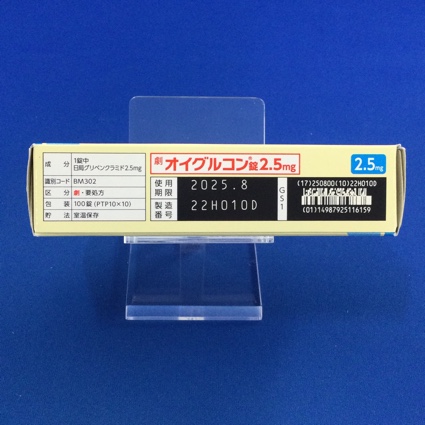 成分 1錠中
日局グリベンクラミド2.5mg
識別コード BM302
区分 劇・要処方
包装 100錠(PTP10×10)
貯法 室温保存
劇 オイグルコン®錠2.5mg
使用期限 2025.8
製造番号 22H010D
2.5mg
GS1
(17)250800(10)22H010D
(01)14987925116159